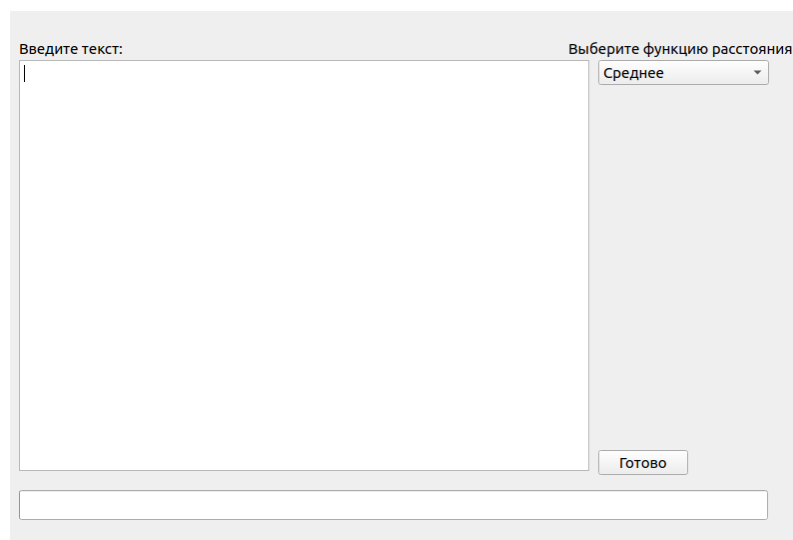 Введите текст:
Выберите функцию расстояния
Среднее
Готово